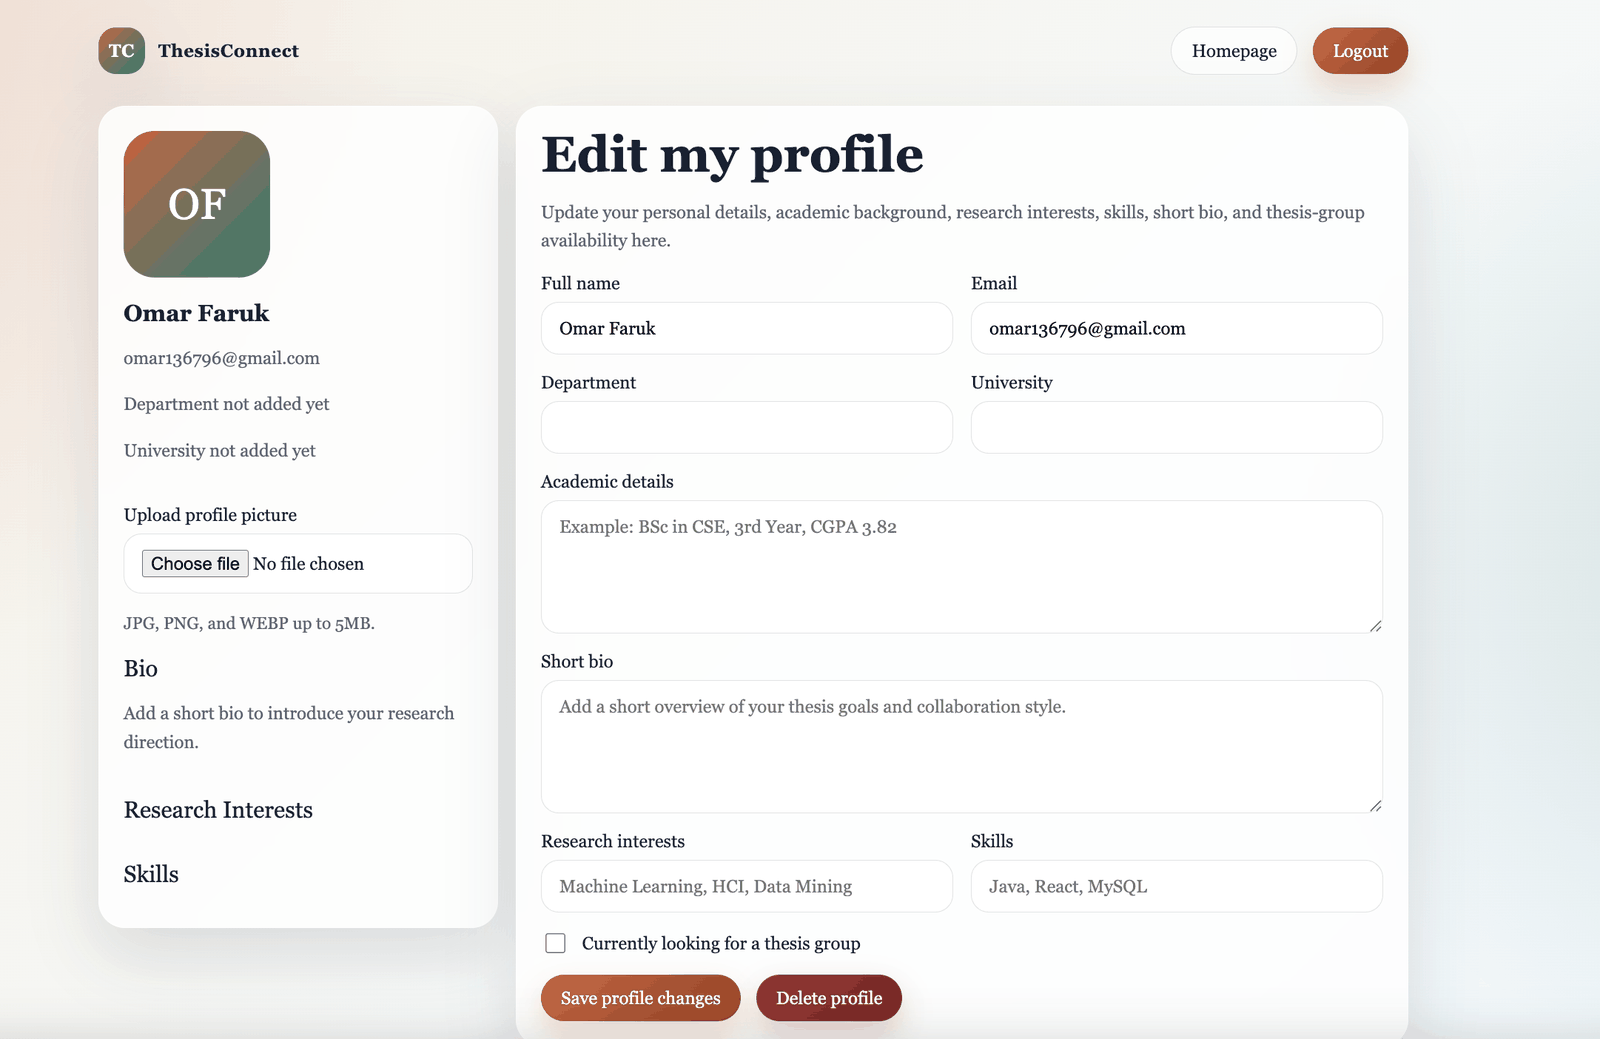 TC ThesisConnect
Homepage
Logout
OF
Omar Faruk
omar136796@gmail.com
Department not added yet
University not added yet
Upload profile picture
Choose file No file chosen
JPG, PNG, and WEBP up to 5MB.
Bio
Add a short bio to introduce your research
direction.
Research Interests
Skills
Edit my profile
Update your personal details, academic background, research interests, skills, short bio, and thesis-group
availability here.
Full name
Omar Faruk
Email
omar136796@gmail.com
Department
University
Academic details
Example: BSc in CSE, 3rd Year, CGPA 3.82
Short bio
Add a short overview of your thesis goals and collaboration style.
Research interests
Machine Learning, HCI, Data Mining
Skills
Java, React, MySQL
Currently looking for a thesis group
Save profile changes
Delete profile